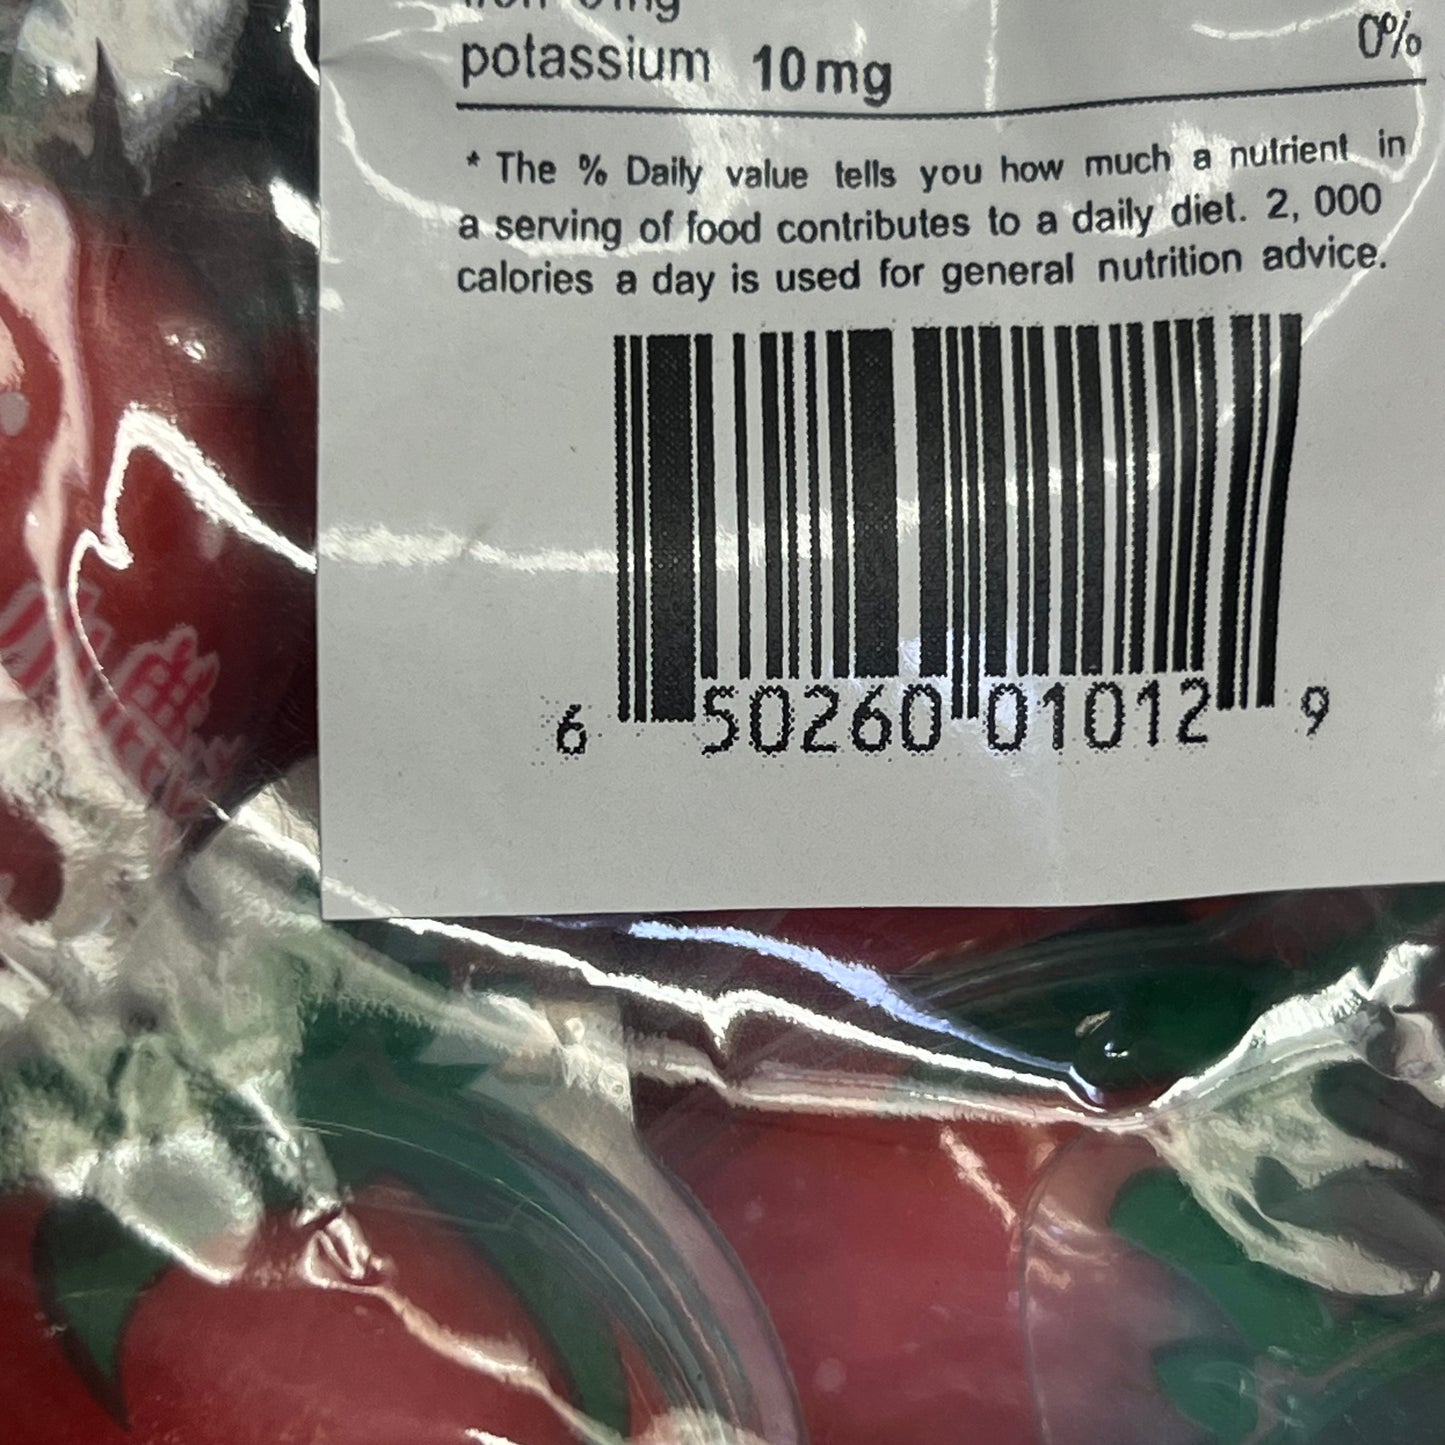 potassium 10mg 0%
* The % Daily value tells you how much a nutrient in
a serving of food contributes to a daily diet. 2, 000
calories a day is used for general nutrition advice.
6 50260 01012 9